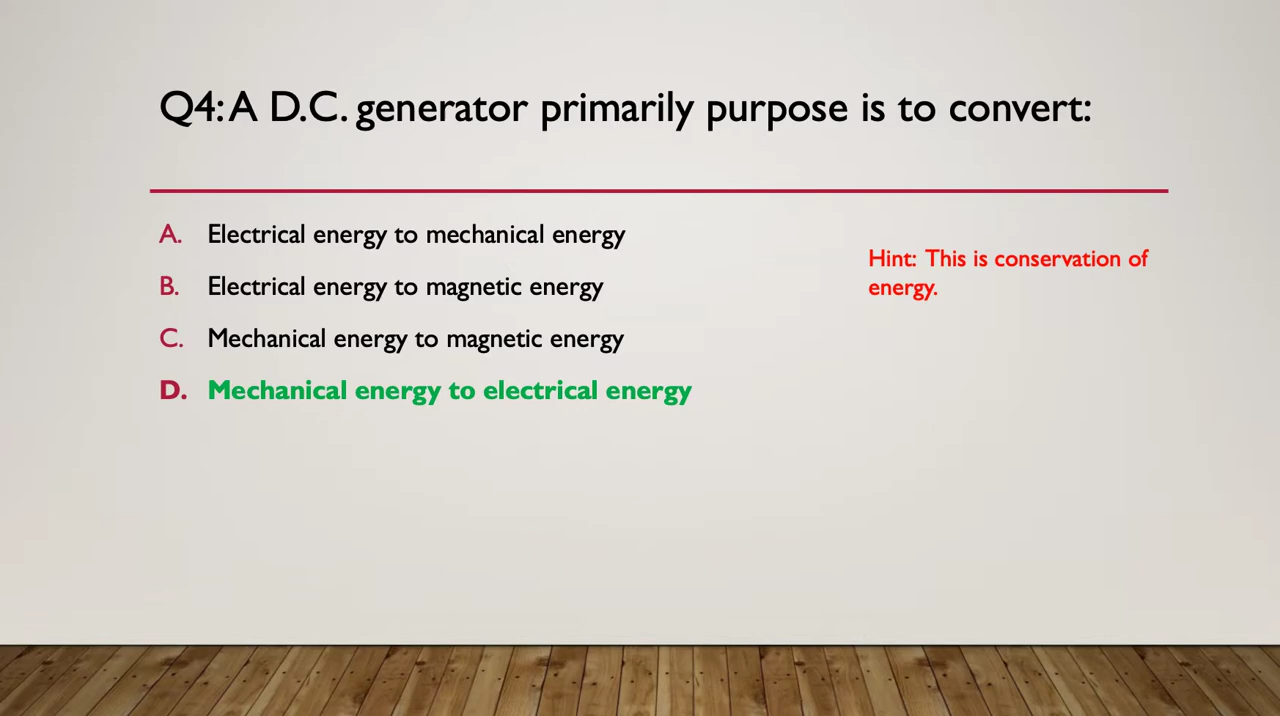 Q4: A D.C. generator primarily purpose is to convert:
A. Electrical energy to mechanical energy
B. Electrical energy to magnetic energy
C. Mechanical energy to magnetic energy
D. Mechanical energy to electrical energy
Hint: This is conservation of
energy.